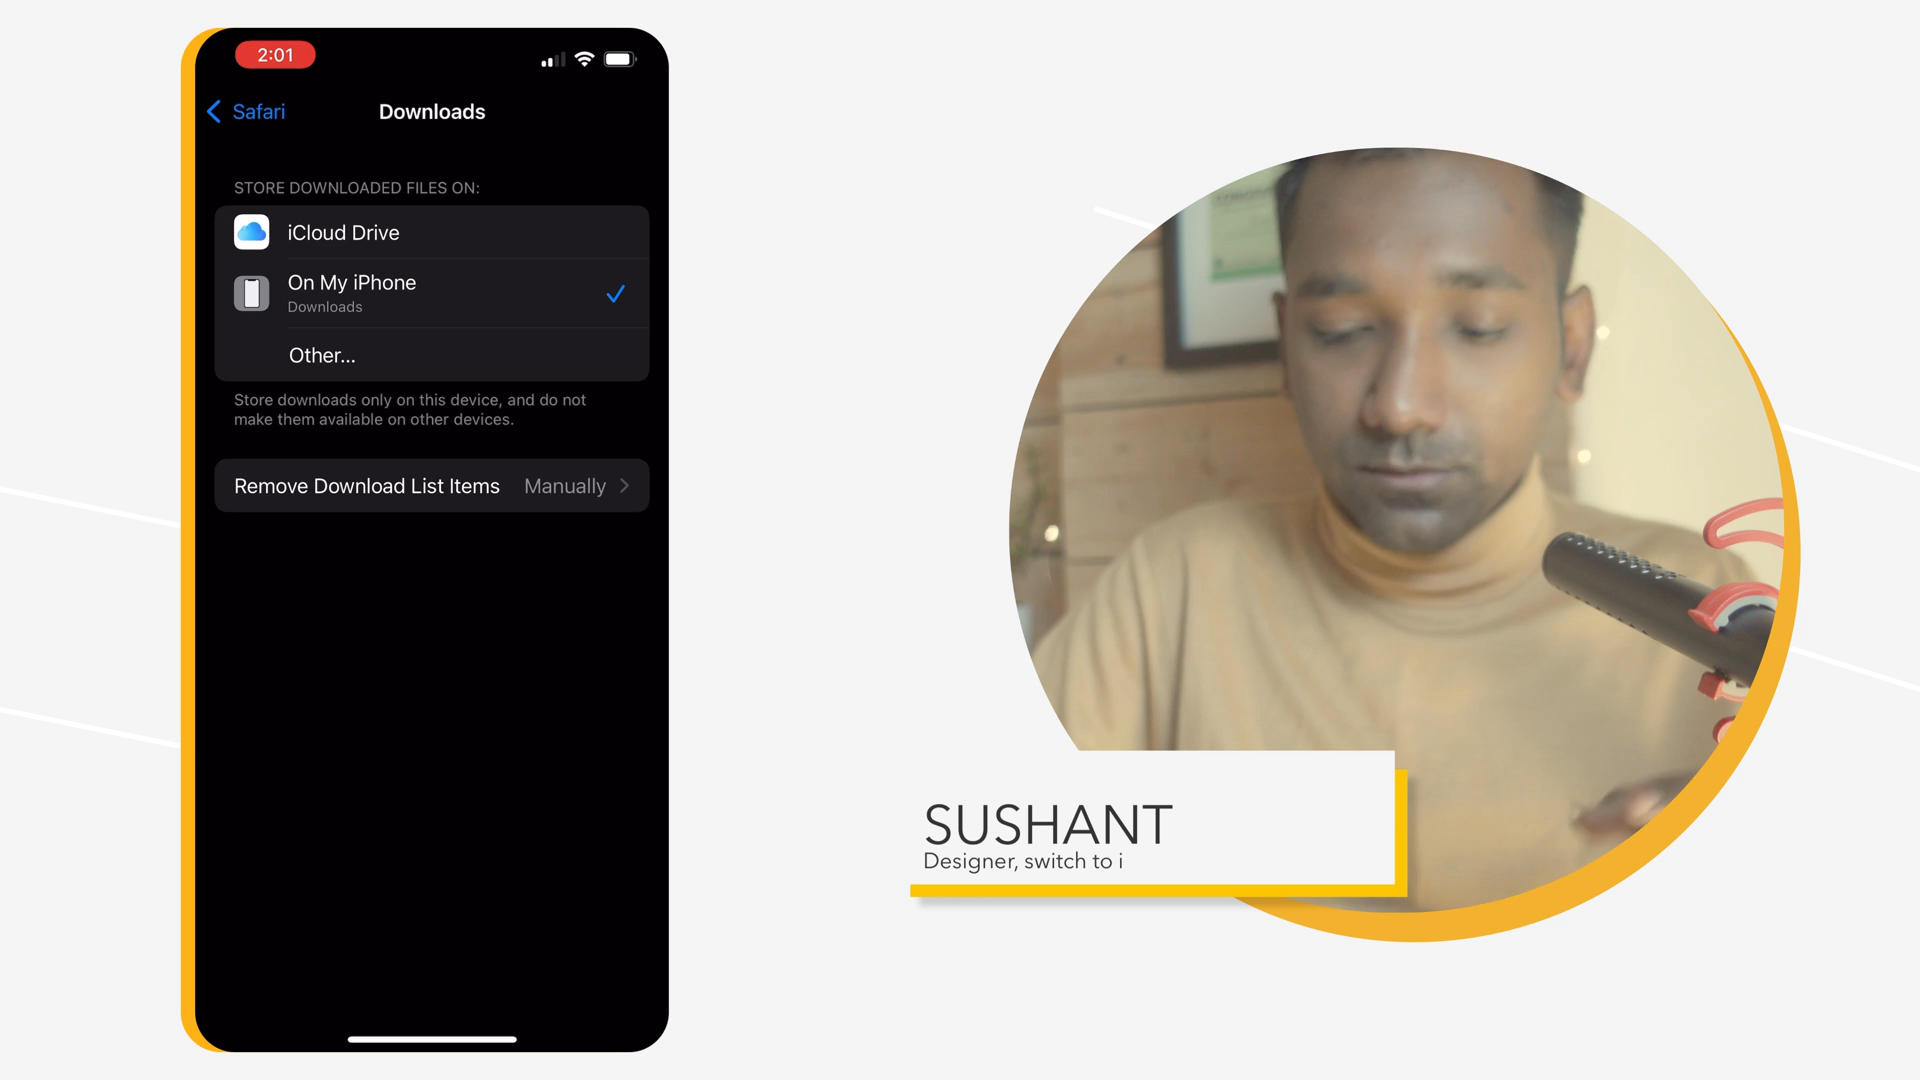 2:01
Safari
Downloads
STORE DOWNLOADED FILES ON:
iCloud Drive
On My iPhone
Downloads
Other...
Store downloads only on this device, and do not
make them available on other devices.
Remove Download List Items Manually
SUSHANT
Designer, switch to i